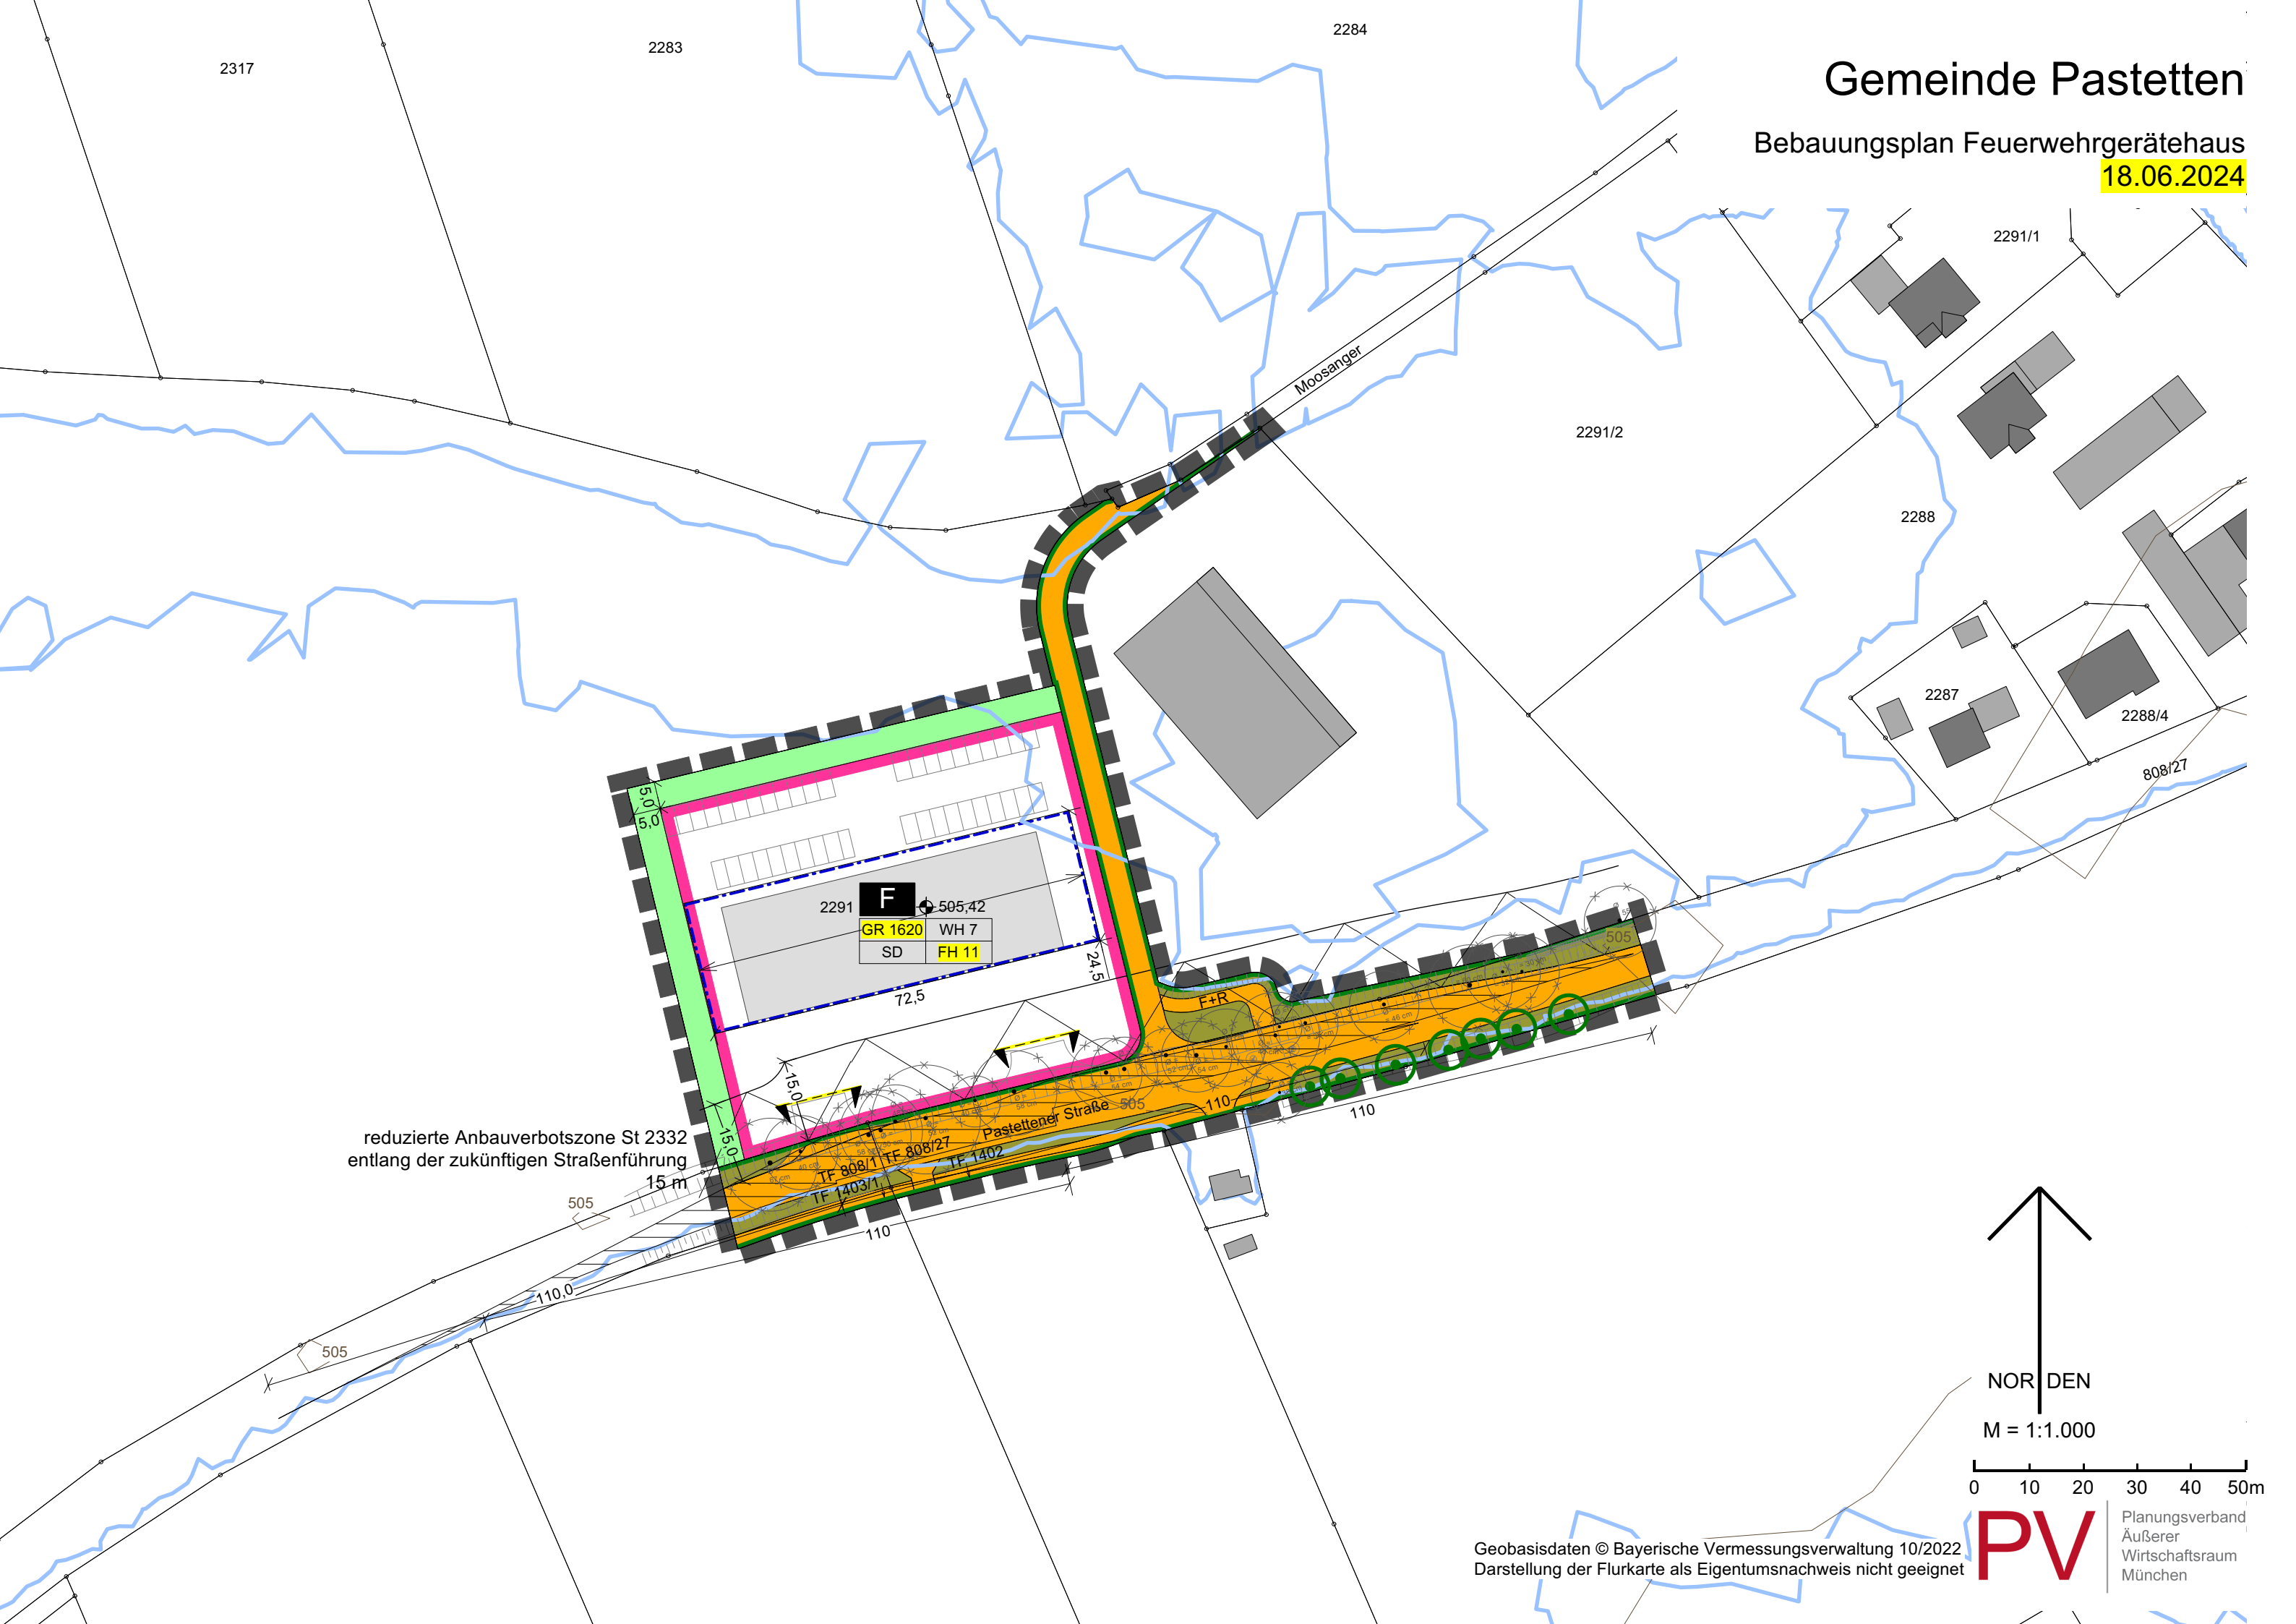 Gemeinde Pastetten
Bebauungsplan Feuerwehrgerätehaus
18.06.2024
2317
2283
2284
2291/1
Moosanger
2291/2
2288
2287
2288/4
808/27
5,0
5,0
2291
F
505,42
GR 1620
WH 7
SD
FH 11
24,5
72,5
F+R
505
15,0
15,0
reduzierte Anbauverbotszone St 2332
entlang der zukünftigen Straßenführung
15 m
Pastettener Straße
505
110
110
TF 808/1
TF 808/27
TF 1402
TF 1403/1
110
505
110,0
505
NORDEN
M = 1:1.000
0 10 20 30 40 50m
Geobasisdaten © Bayerische Vermessungsverwaltung 10/2022
Darstellung der Flurkarte als Eigentumsnachweis nicht geeignet
PV
Planungsverband
Äußerer
Wirtschaftsraum
München